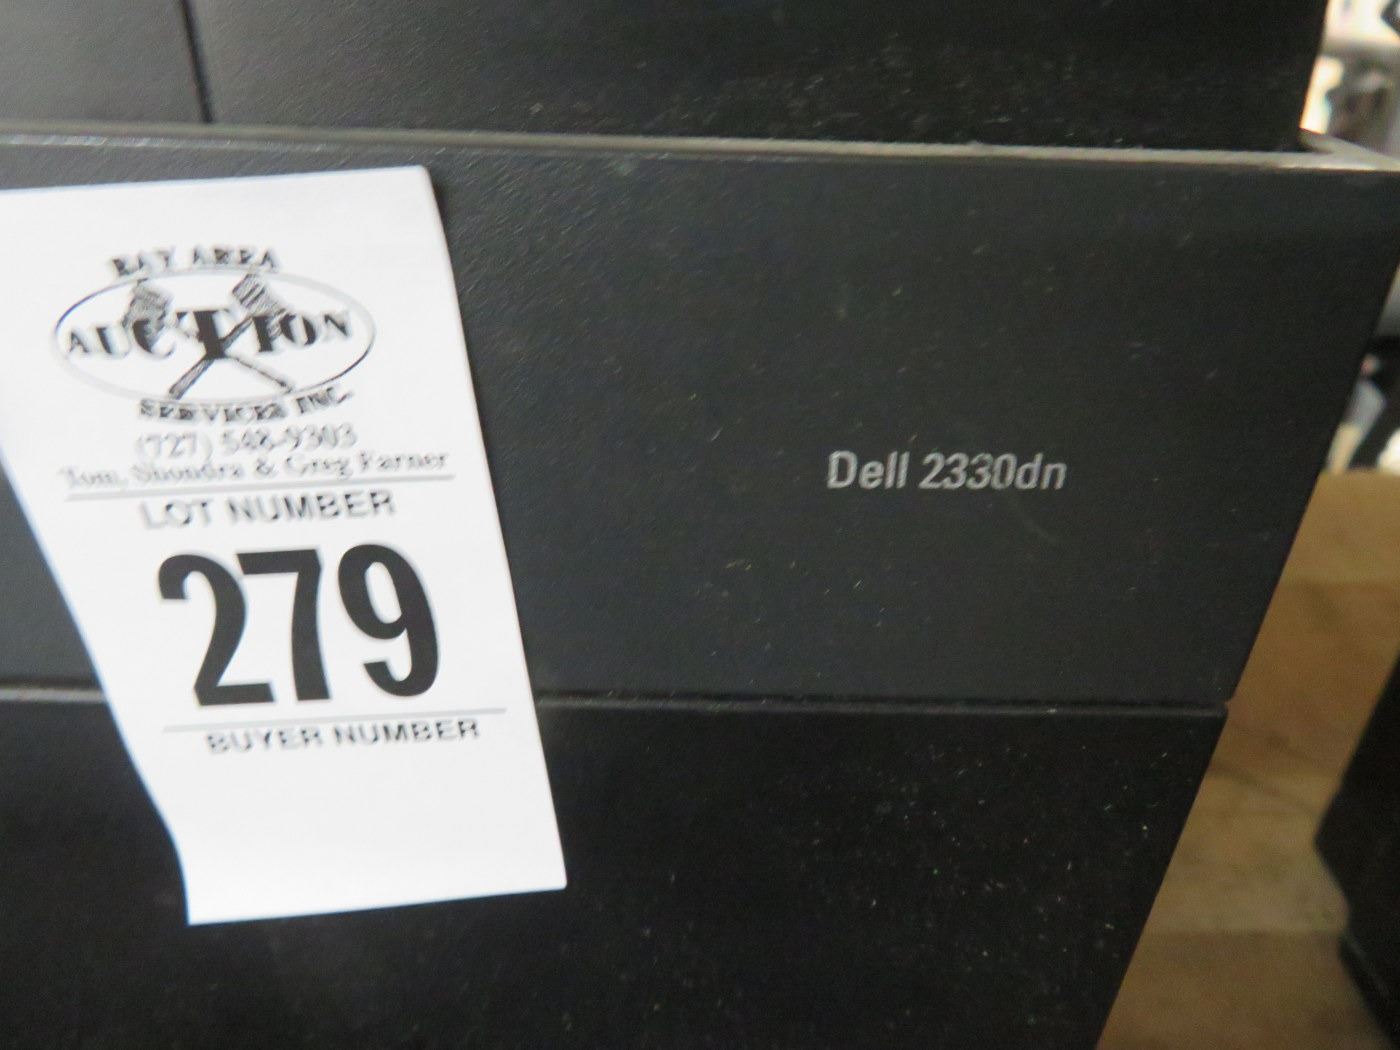 BAY AREA
AUCTION
SERVICES INC.
(727) 548-9303
Tom, Shondra & Greg Farner
LOT NUMBER
279
BUYER NUMBER
Dell 2330dn